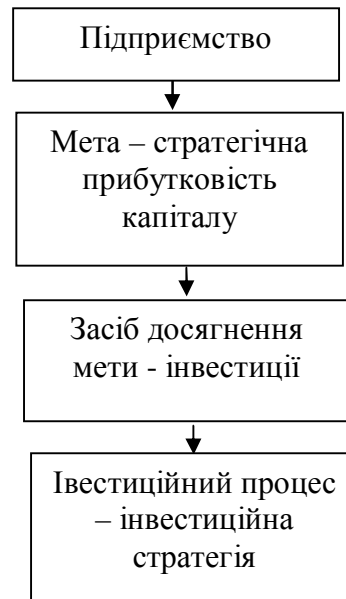 Підприємство
Мета – стратегічна
прибутковість
капіталу
Засіб досягнення
мети - інвестиції
Івестиційний процес
– інвестиційна
стратегія